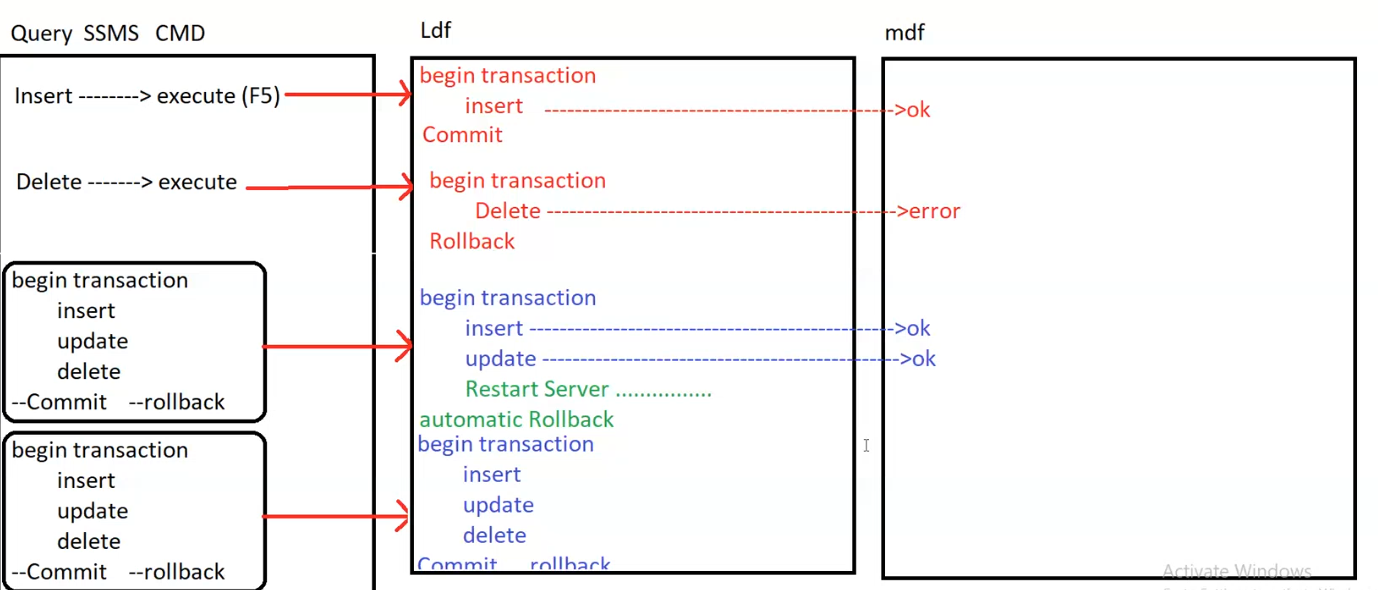 Query SSMS CMD
Insert --------> execute (F5)
Delete -------> execute
begin transaction
insert
update
delete
--Commit --rollback
begin transaction
insert
update
delete
--Commit --rollback
Ldf
begin transaction
insert ------------------------------------------------>ok
Commit
begin transaction
Delete ------------------------------------------------>error
Rollback
begin transaction
insert ------------------------------------------------>ok
update ------------------------------------------------>ok
Restart Server ................
automatic Rollback
begin transaction
insert
update
delete
Commit rollback
mdf
Activate Windows